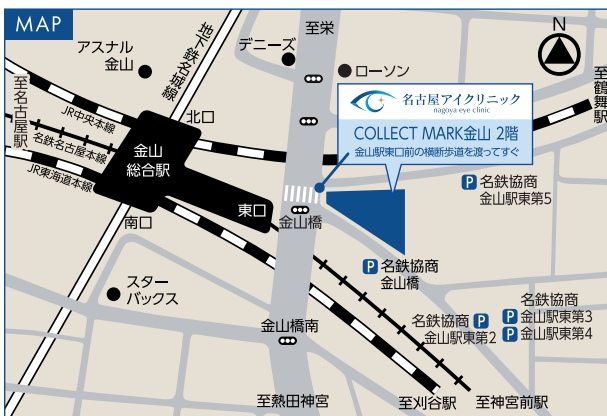 MAP
至栄
N
アスナル
金山
地下鉄名城線
デニーズ
ローソン
至鶴舞駅
至名古屋駅
JR中央本線
名鉄名古屋本線
JR東海道本線
北口
金山
総合駅
名古屋アイクリニック
nagoya eye clinic
COLLECT MARK金山 2階
金山駅東口前の横断歩道を渡ってすぐ
P 名鉄協商
金山駅東第5
東口
金山橋
南口
P 名鉄協商
金山橋
スター
バックス
金山橋南
名鉄協商 P
金山駅東第2
名鉄協商
P 金山駅東第3
P 金山駅東第4
至熱田神宮
至刈谷駅
至神宮前駅